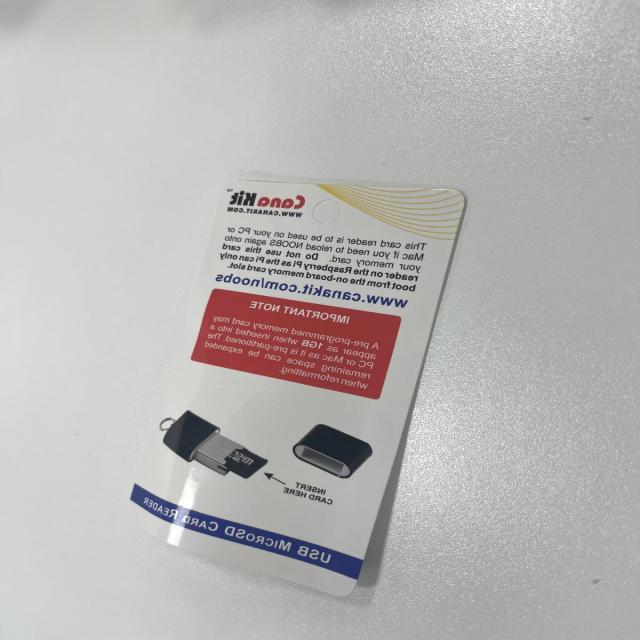 CanaKit™
WWW.CANAKIT.COM
This card reader is to be used on your PC or
Mac if you need to reload NOOBS again onto
your memory card. Do not use this card
reader on the Raspberry Pi as the Pi can only
boot from the on-board memory card slot.
www.canakit.com/noobs
IMPORTANT NOTE
A pre-programmed memory card may
appear as 1GB when inserted into a
PC or Mac as it is pre-partitioned. The
remaining space can be expanded
when reformatting.
micro
INSERT
CARD HERE
USB MICROSD CARD READER